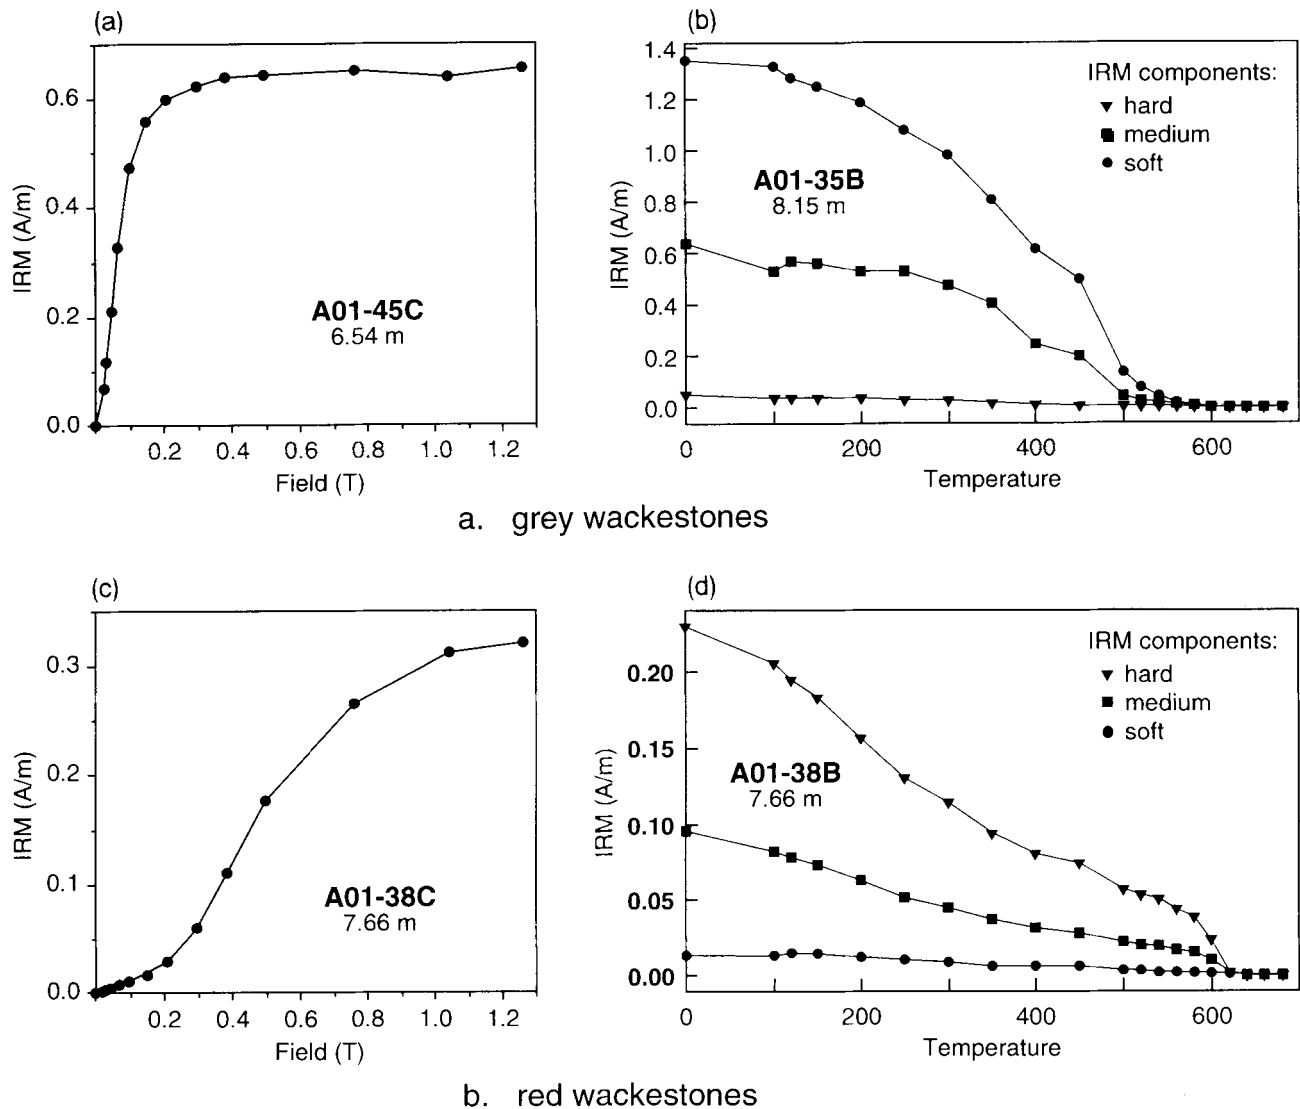 (a)
IRM (A/m)
0.6
0.4
0.2
0.0
A01-45C
6.54 m
0.2 0.4 0.6 0.8 1.0 1.2
Field (T)
(b)
IRM (A/m)
1.4
1.2
1.0
0.8
0.6
0.4
0.2
0.0
IRM components:
hard
medium
soft
A01-35B
8.15 m
0 200 400 600
Temperature
a. grey wackestones
(c)
IRM (A/m)
0.3
0.2
0.1
0.0
A01-38C
7.66 m
0.2 0.4 0.6 0.8 1.0 1.2
Field (T)
(d)
IRM (A/m)
0.20
0.15
0.10
0.05
0.00
IRM components:
hard
medium
soft
A01-38B
7.66 m
0 200 400 600
Temperature
b. red wackestones